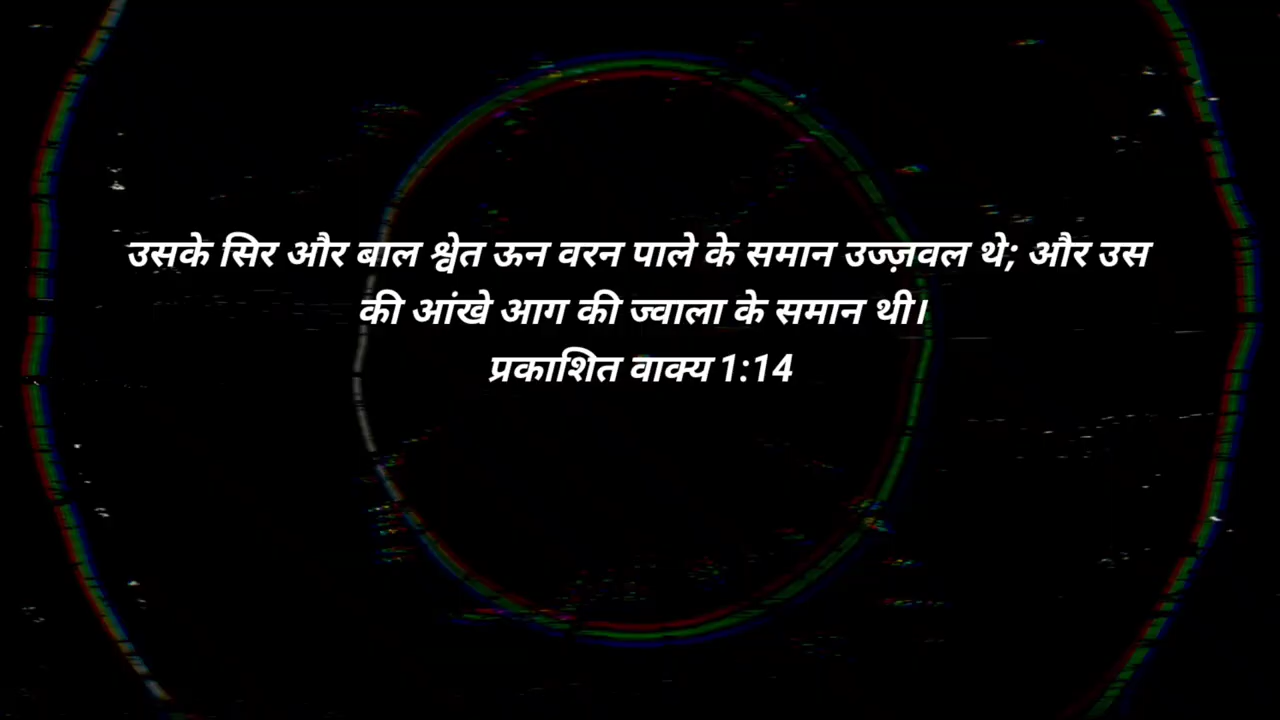 उसके सिर और बाल श्वेत ऊन वरन पाले के समान उज्ज़वल थे; और उस
की आंखे आग की ज्वाला के समान थी।
प्रकाशित वाक्य 1:14